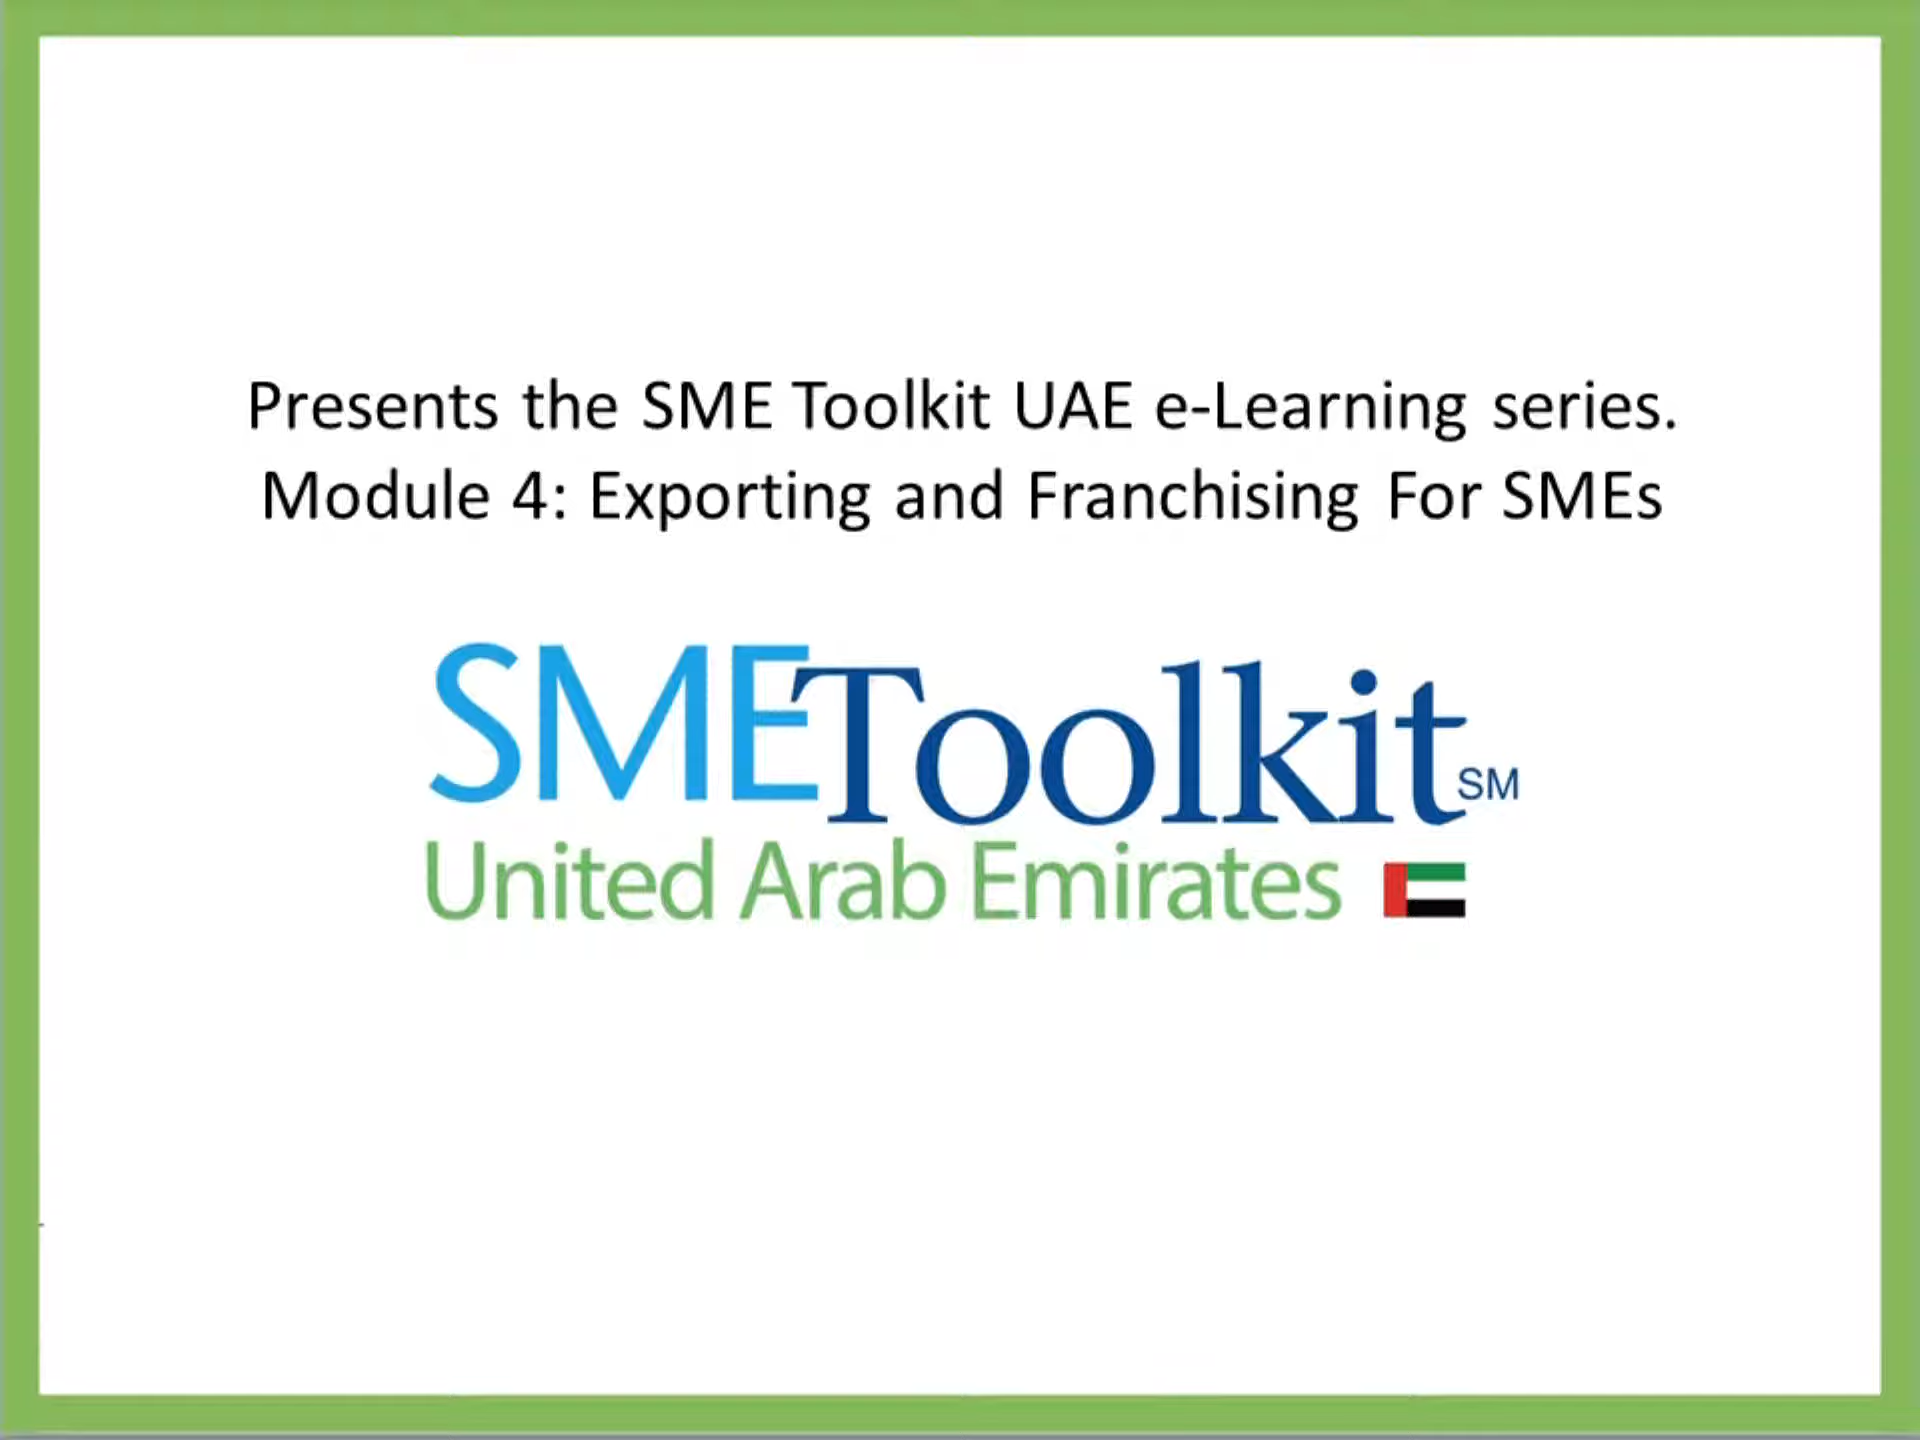 Presents the SME Toolkit UAE e-Learning series.
Module 4: Exporting and Franchising For SMEs
SMEToolkit SM
United Arab Emirates